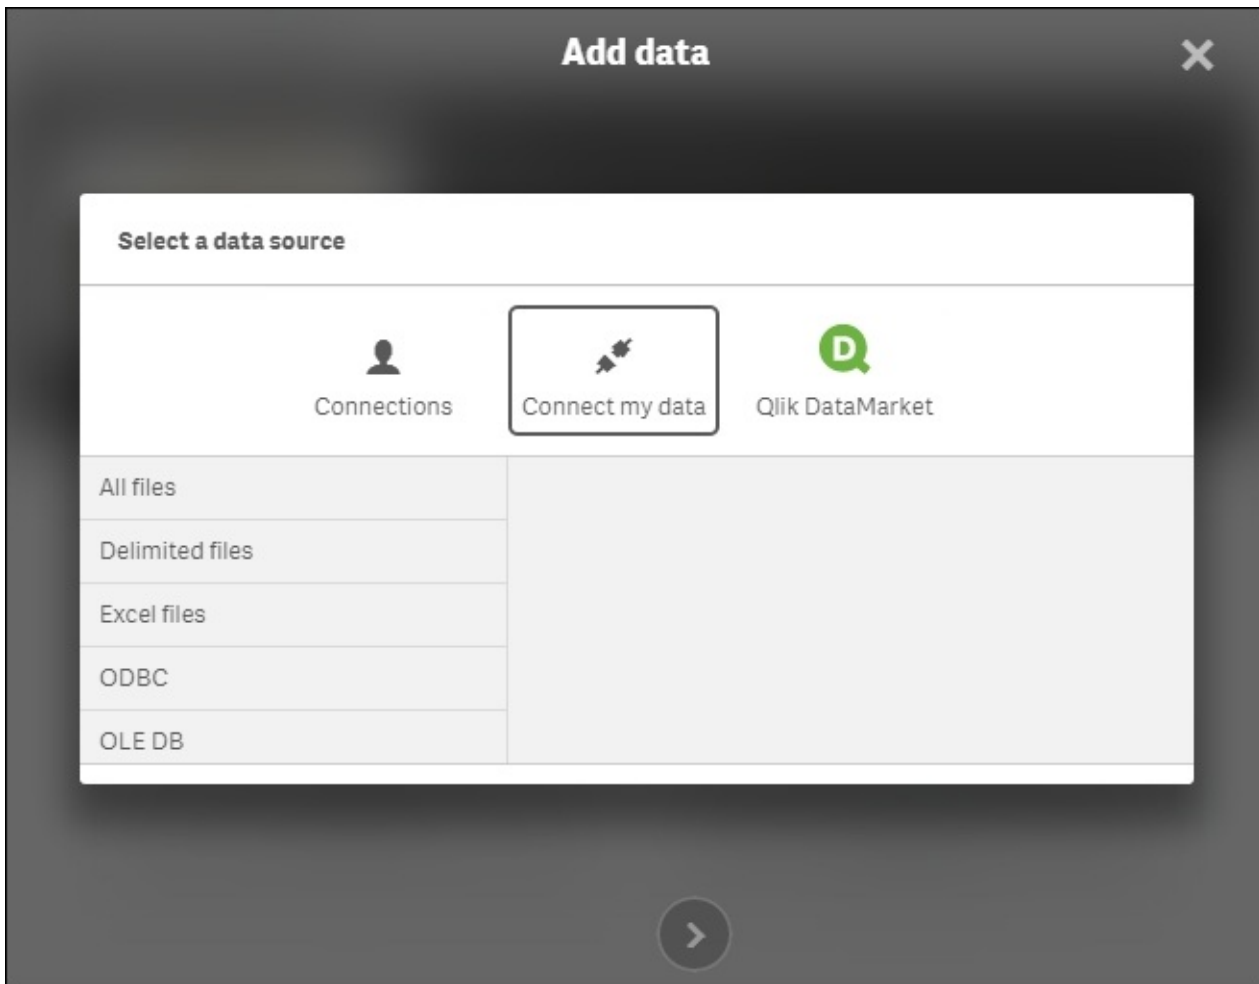 Add data
Select a data source
Connections
Connect my data
D
Qlik DataMarket
All files
Delimited files
Excel files
ODBC
OLE DB